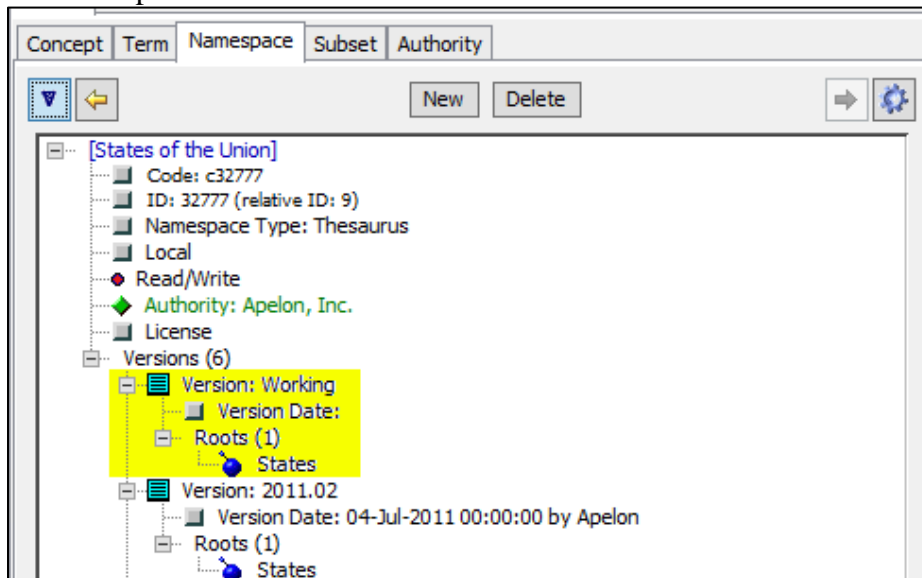 Concept Term Namespace Subset Authority
New Delete
[States of the Union]
Code: c32777
ID: 32777 (relative ID: 9)
Namespace Type: Thesaurus
Local
Read/Write
Authority: Apelon, Inc.
License
Versions (6)
Version: Working
Version Date:
Roots (1)
States
Version: 2011.02
Version Date: 04-Jul-2011 00:00:00 by Apelon
Roots (1)
States